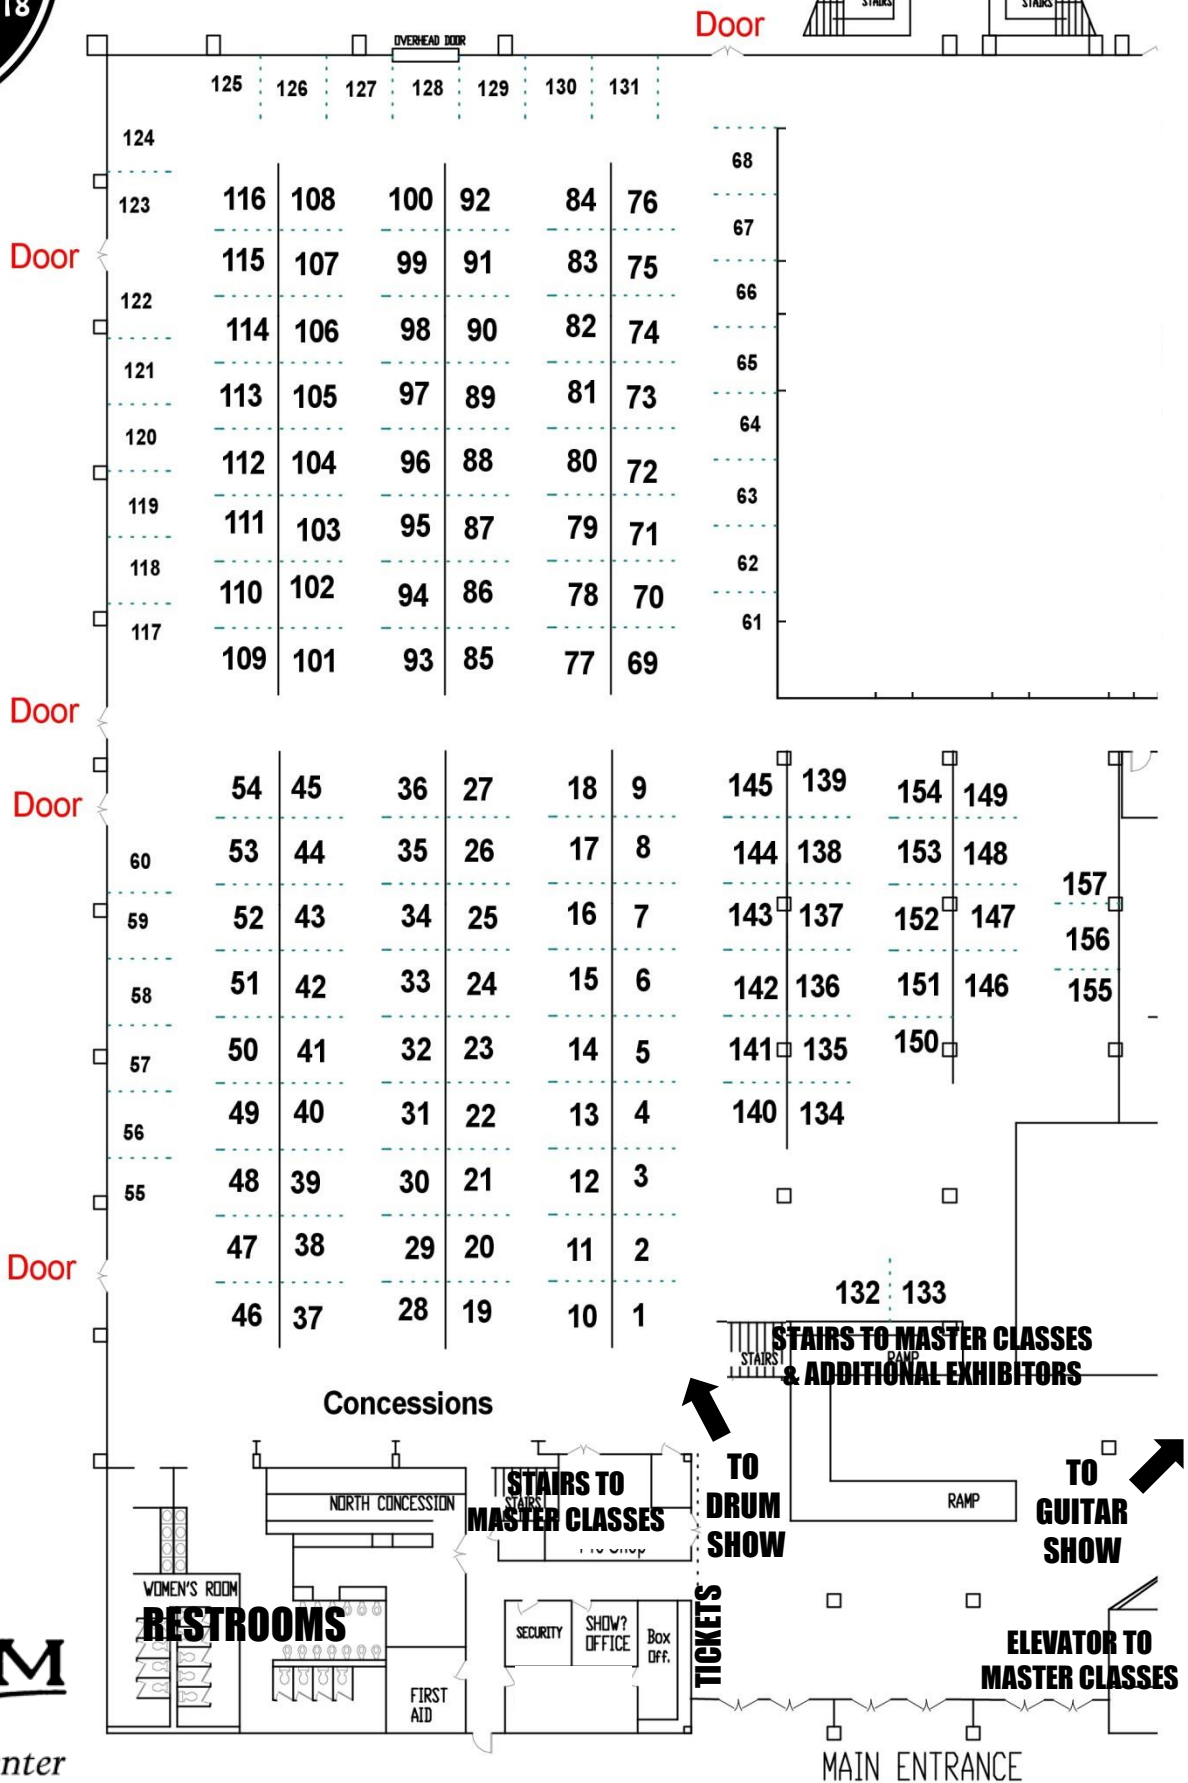 18
STAIRS
STAIRS
Door
OVERHEAD DOOR
125 126 127 128 129 130 131
124
68
123
116 108 100 92 84 76
67
Door
115 107 99 91 83 75
122
66
114 106 98 90 82 74
121
65
113 105 97 89 81 73
120
64
112 104 96 88 80 72
119
63
111 103 95 87 79 71
118
62
110 102 94 86 78 70
117
61
109 101 93 85 77 69
Door
54 45 36 27 18 9 145 139 154 149
Door
60
53 44 35 26 17 8 144 138 153 148
157
59
52 43 34 25 16 7 143 137 152 147
156
58
51 42 33 24 15 6 142 136 151 146
155
57
50 41 32 23 14 5 141 135 150
56
49 40 31 22 13 4 140 134
55
48 39 30 21 12 3
47 38 29 20 11 2
Door
132 133
46 37 28 19 10 1
STAIRS TO MASTER CLASSES
& ADDITIONAL EXHIBITORS
STAIRS
RAMP
Concessions
TO
DRUM
SHOW
TO
GUITAR
SHOW
STAIRS TO
MASTER CLASSES
STAIRS
NORTH CONCESSION
RAMP
Pro Shop
WOMEN'S ROOM
RESTROOMS
SECURITY
SHOW?
OFFICE
Box
Off.
TICKETS
ELEVATOR TO
MASTER CLASSES
FIRST
AID
M
nter
MAIN ENTRANCE